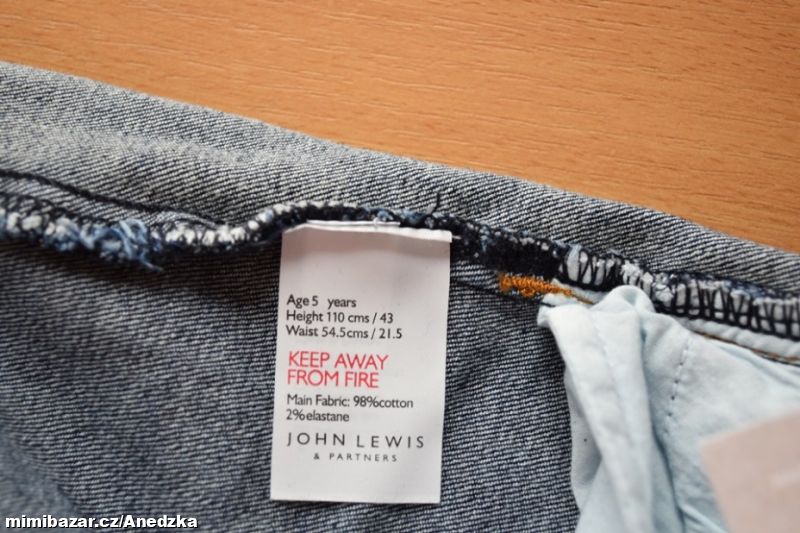 Age 5 years
Height 110 cms / 43
Waist 54.5cms / 21.5
KEEP AWAY
FROM FIRE
Main Fabric: 98%cotton
2%elastane
JOHN LEWIS
& PARTNERS
mimibazar.cz/Anedzka